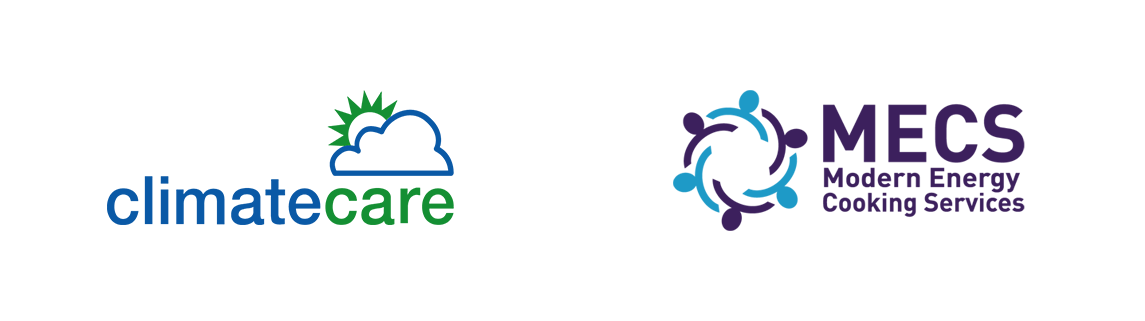 climatecare
MECS
Modern Energy
Cooking Services